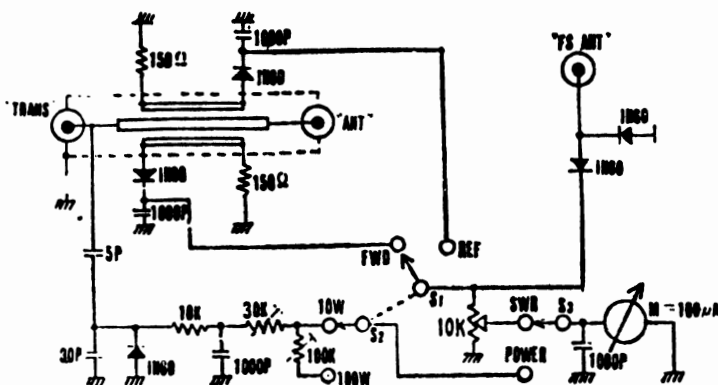 1000P
"FS ANT"
150Ω
1N60
"TRANS"
"ANT"
1N60
1N60
1N60
150Ω
1000P
5P
FWD
REF
S1
10K
30K
10W
S2
10K
SWR
S3
M=100μA
30P
1N60
1000P
100K
100W
POWER
1000P